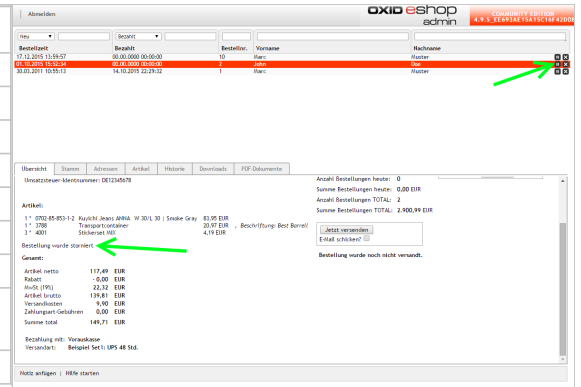 Abmelden
OXID eshop
admin
COMMUNITY EDITION
4.9.5_EE693AE15A15C16F42D0B
Neu
Bezahlt
Bestellzeit Bezahlt Bestellnr. Vorname Nachname
17.12.2015 13:59:57 00.00.0000 00:00:00 10 Marc Muster
01.10.2015 15:52:34 00.00.0000 00:00:00 2 John Doe
30.03.2011 10:55:13 14.10.2015 22:29:32 1 Marc Muster
Übersicht Stamm Adressen Artikel Historie Downloads PDF-Dokumente
Umsatzsteuer-Identnummer: DE12345678
Anzahl Bestellungen heute: 0
Summe Bestellungen heute: 0,00 EUR
Anzahl Bestellungen TOTAL: 2
Summe Bestellungen TOTAL: 2.900,99 EUR
Artikel:
1 * 0702-85-853-1-2 Kuyichi Jeans ANNA W 30/L 30 | Smoke Gray 83,95 EUR
1 * 3788 Transportcontainer 20,97 EUR , Beschriftung: Best Barrel!
1 * 4001 Stickerset MIX 4,19 EUR
Jetzt versenden
E-Mail schicken?
Bestellung wurde storniert
Bestellung wurde noch nicht versandt.
Gesamt:
Artikel netto 117,49 EUR
Rabatt - 0,00 EUR
MwSt (19%) 22,32 EUR
Artikel brutto 139,81 EUR
Versandkosten 9,90 EUR
Zahlungsart-Gebühren 0,00 EUR
Summe total 149,71 EUR
Bezahlung mit: Vorauskasse
Versandart: Beispiel Set1: UPS 48 Std.
Notiz anfügen | Hilfe starten